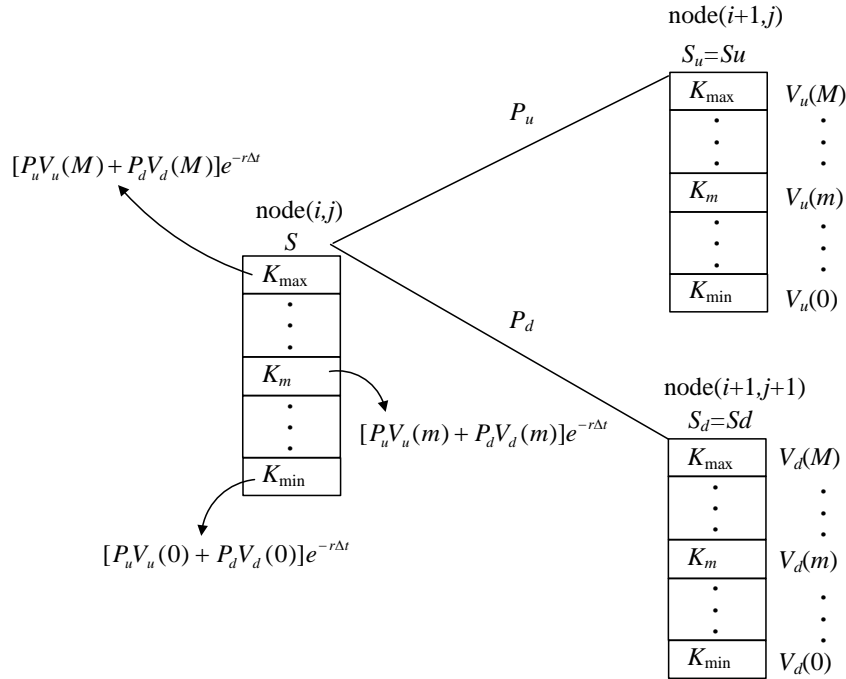 node(i+1,j)
S_u=Su
K_max V_u(M)
K_m V_u(m)
K_min V_u(0)
P_u
[P_uV_u(M) + P_dV_d(M)]e^{-rΔt}
node(i,j)
S
K_max
K_m
K_min
[P_uV_u(m) + P_dV_d(m)]e^{-rΔt}
[P_uV_u(0) + P_dV_d(0)]e^{-rΔt}
P_d
node(i+1,j+1)
S_d=Sd
K_max V_d(M)
K_m V_d(m)
K_min V_d(0)